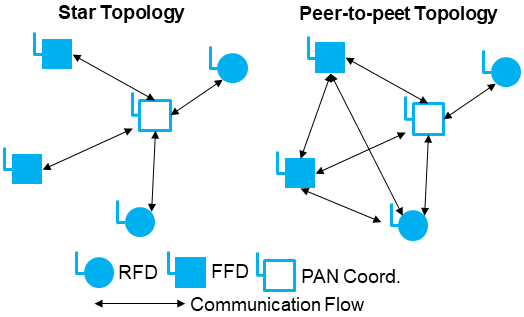 Star Topology
Peer-to-peet Topology
RFD
FFD
PAN Coord.
Communication Flow